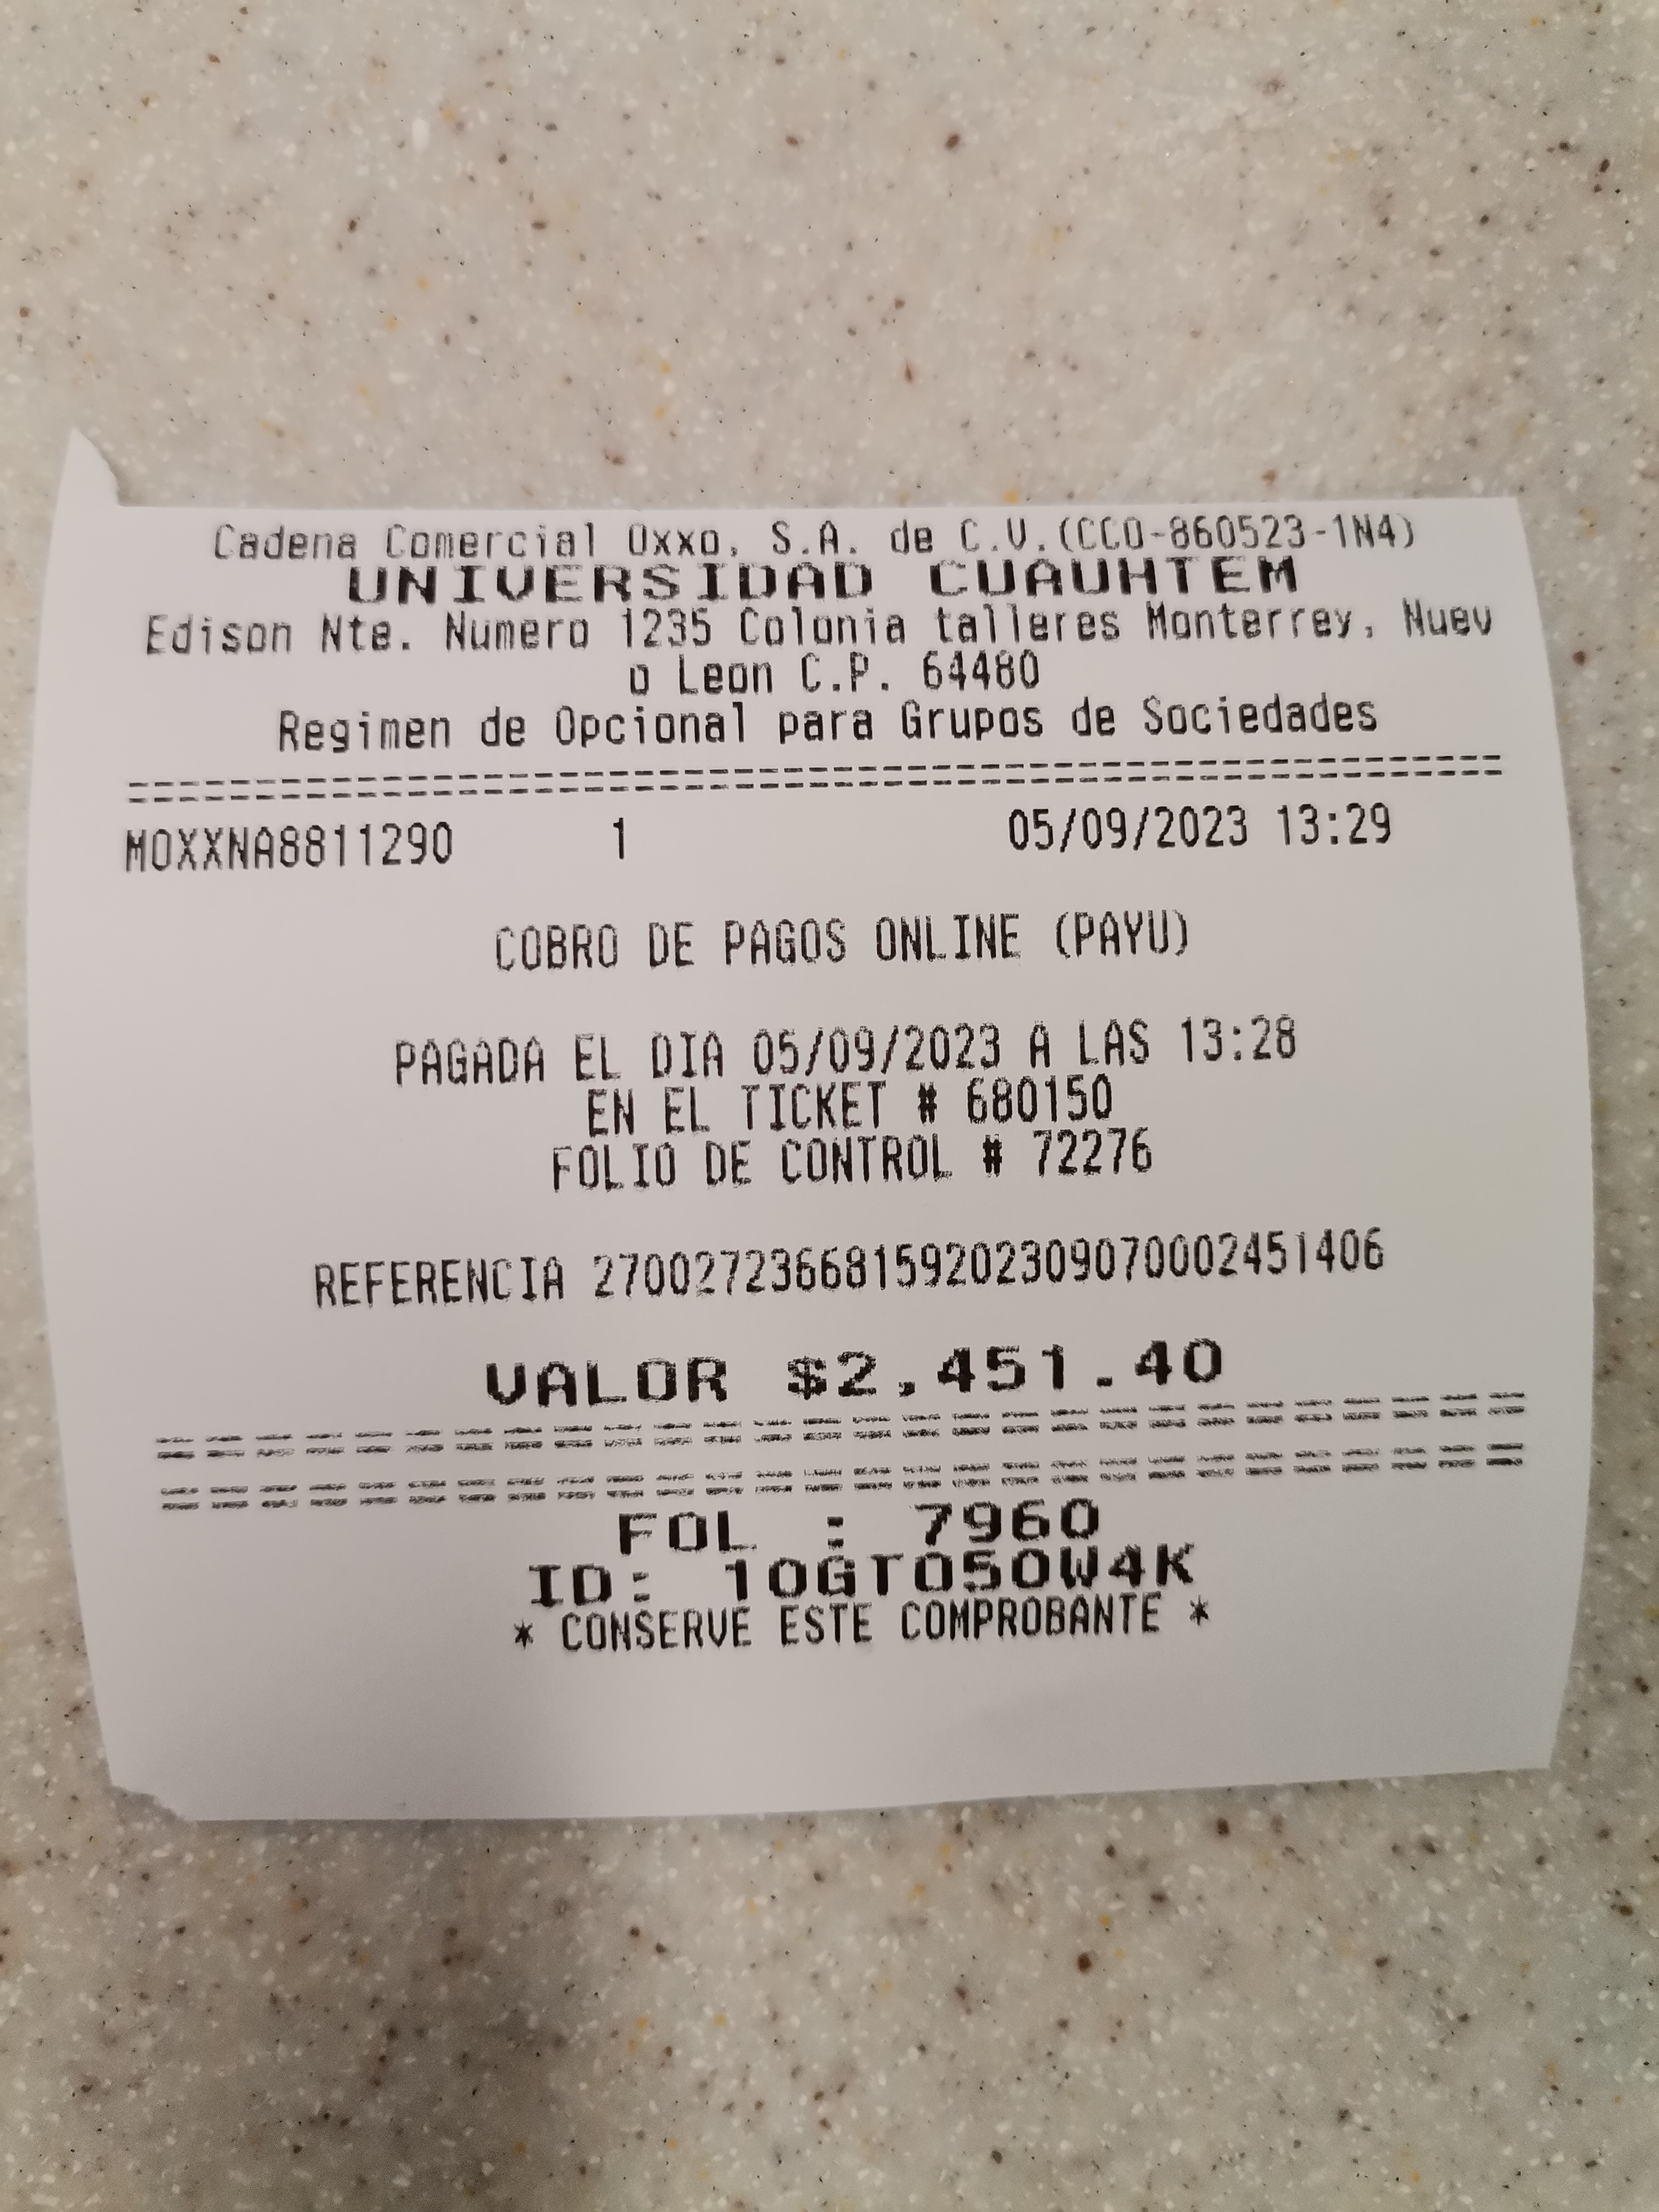 Cadena Comercial Oxxo, S.A. de C.V.(CCO-860523-1N4)
UNIVERSIDAD CUAUHTEM
Edison Nte. Numero 1235 Colonia talleres Monterrey, Nuev
o Leon C.P. 64480
Regimen de Opcional para Grupos de Sociedades
========================================================
MOXXNA8811290 1 05/09/2023 13:29
COBRO DE PAGOS ONLINE (PAYU)
PAGADA EL DIA 05/09/2023 A LAS 13:28
EN EL TICKET # 680150
FOLIO DE CONTROL # 72276
REFERENCIA 27002723668159202309070002451406
VALOR $2,451.40
============================
============================
FOL : 7960
ID: 10GTO50W4K
* CONSERVE ESTE COMPROBANTE *